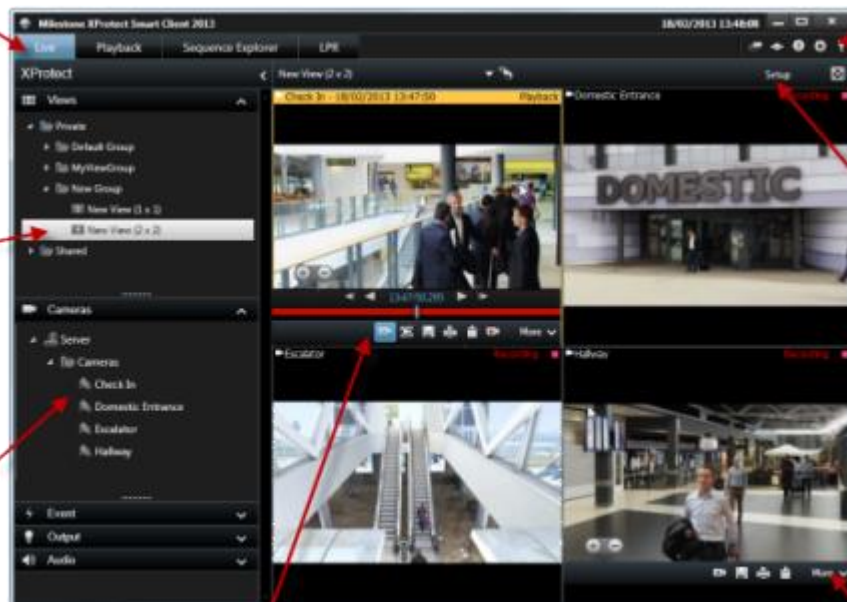 Milestone XProtect Smart Client 2013
18/02/2013 13:48:08
Live Playback Sequence Explorer LPR
XProtect
New View (2 x 2)
Setup
Views
Check In - 18/02/2013 13:47:50 Playback
Domestic Entrance
Recording
Private
Default Group
MyViewGroup
New Group
New View (1 x 1)
New View (2 x 2)
Shared
DOMESTIC
13:47:50.285
More
Cameras
Server
Cameras
Check In
Domestic Entrance
Escalator
Hallway
Escalator
Recording
Hallway
Recording
Event
Output
Audio
More